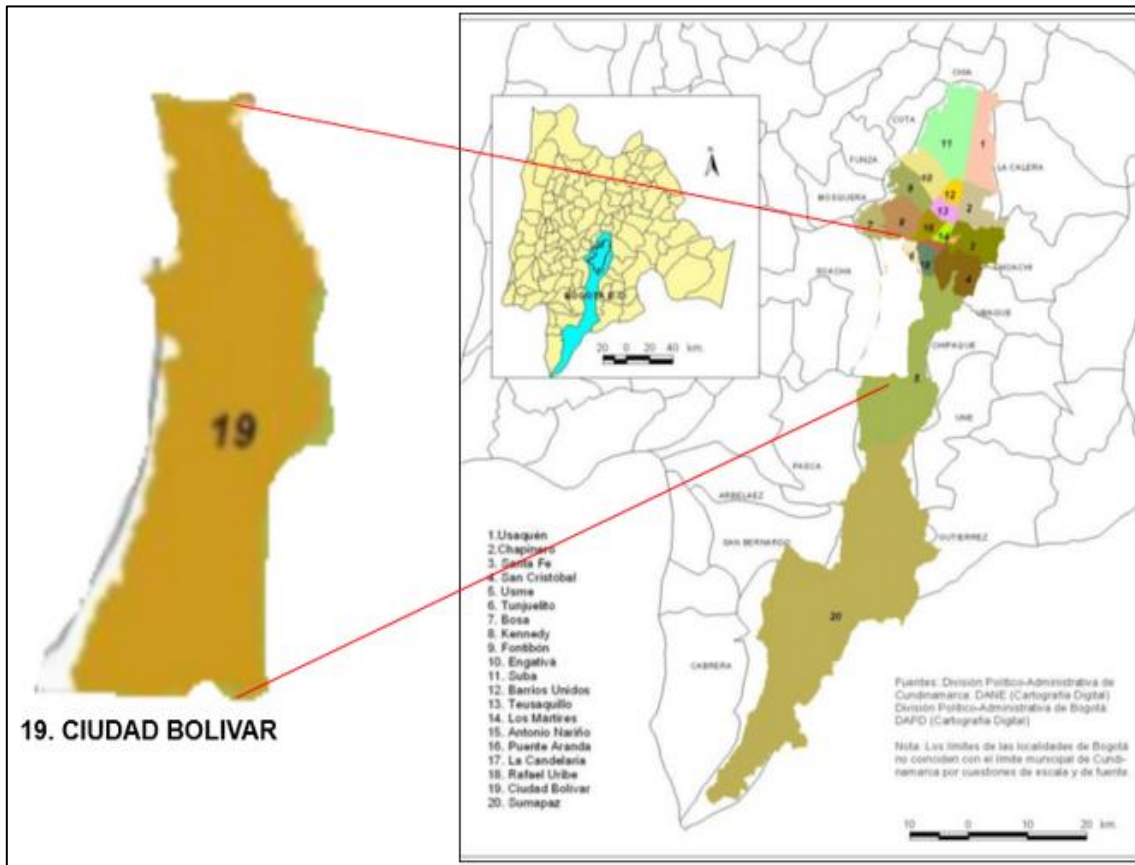 19
19. CIUDAD BOLIVAR
N
BOGOTA D.C.
20 0 20 40 km.
CHIA
COTA
11
1
FUNZA
LA CALERA
10
9
12
MOSQUERA
2
13
7
8
16
14
3
SOACHA
6
18
CHOACHI
4
UBAQUE
CHIPAQUE
5
UNE
PASCA
ARBELAEZ
SAN BERNARDO
GUTIERREZ
20
CABRERA
1.Usaquén
2.Chapinero
3. Santa Fe
4. San Cristóbal
5. Usme
6. Tunjuelito
7. Bosa
8. Kennedy
9. Fontibón
10. Engativá
11. Suba
12. Barrios Unidos
13. Teusaquillo
14. Los Mártires
15. Antonio Nariño
16. Puente Aranda
17. La Candelaria
18. Rafael Uribe
19. Ciudad Bolívar
20. Sumapaz
Fuentes: División Político-Administrativa de
Cundinamarca. DANE (Cartografía Digital)
División Político-Administrativa de Bogotá
DAPD (Cartografía Digital)
Nota: Los límites de las localidades de Bogotá
no coinciden con el límite municipal de Cundi-
namarca por cuestiones de escala y de fuente.
10 0 10 20 km.